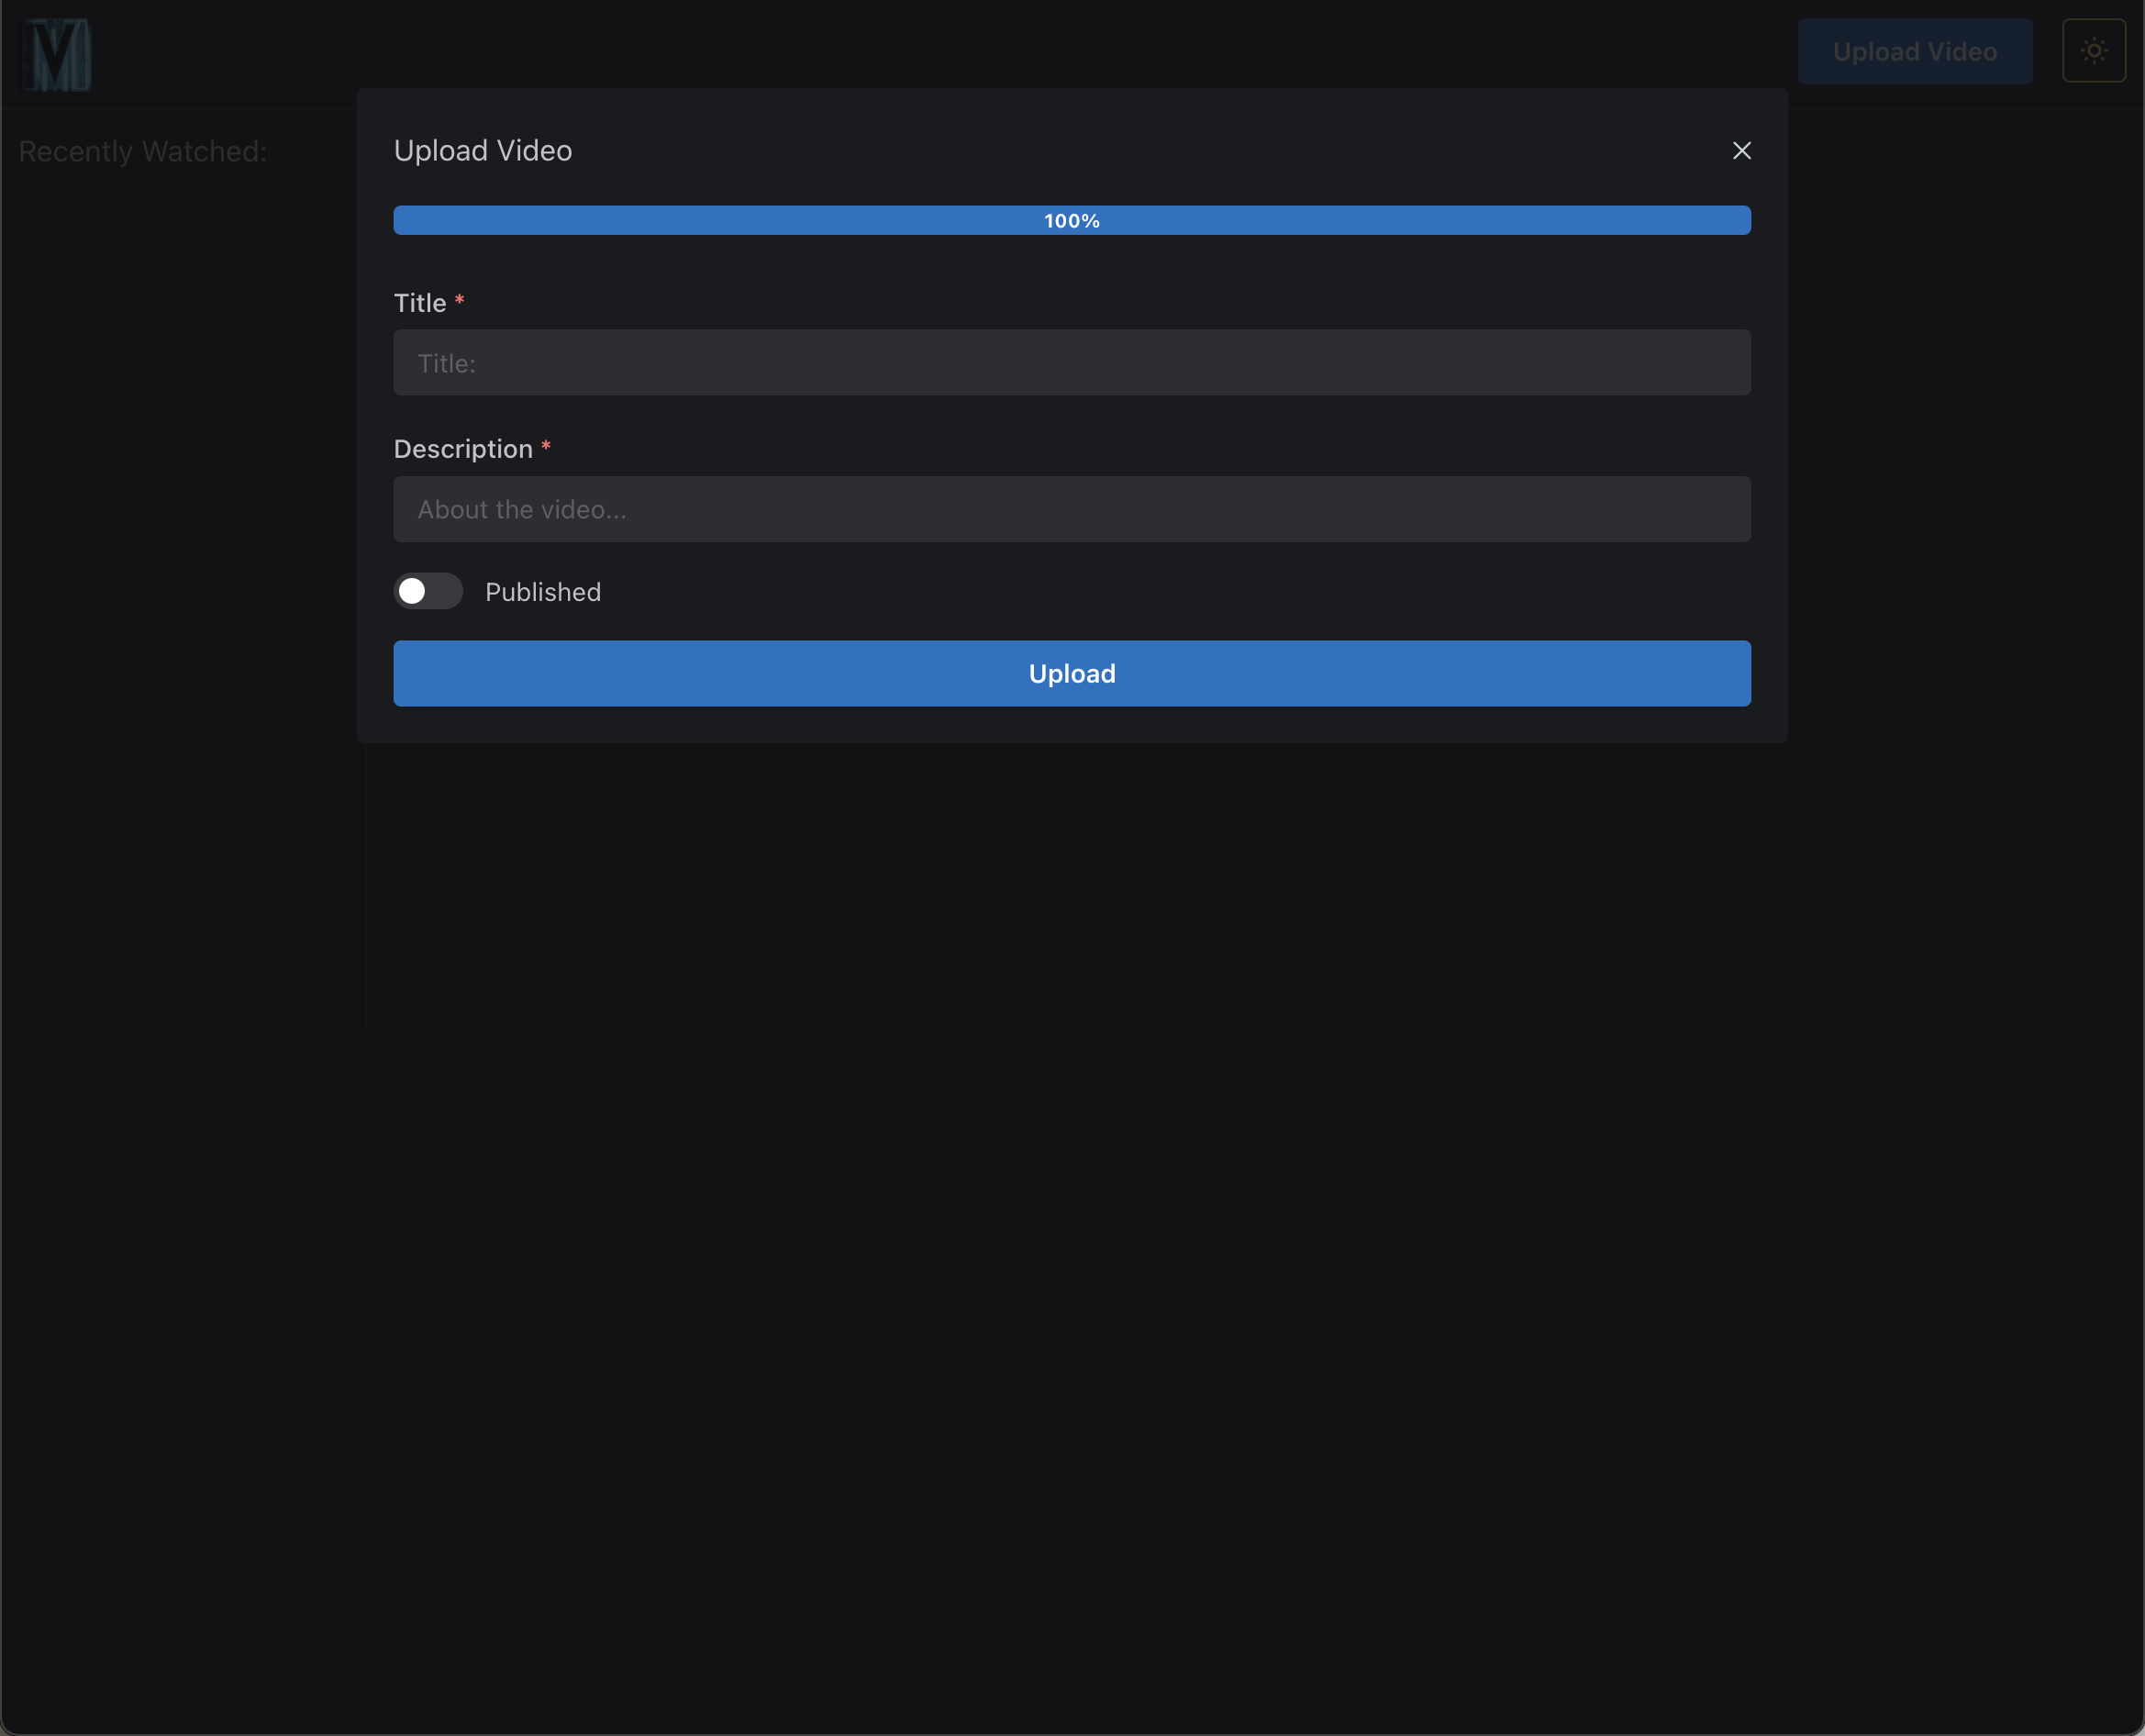 Upload Video
Recently Watched:
Upload Video
100%
Title *
Title:
Description *
About the video...
Published
Upload